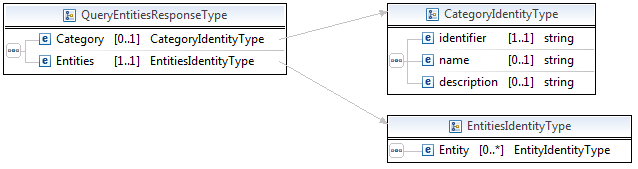 QueryEntitiesResponseType
Category [0..1] CategoryIdentityType
Entities [1..1] EntitiesIdentityType
CategoryIdentityType
identifier [1..1] string
name [0..1] string
description [0..1] string
EntitiesIdentityType
Entity [0..*] EntityIdentityType